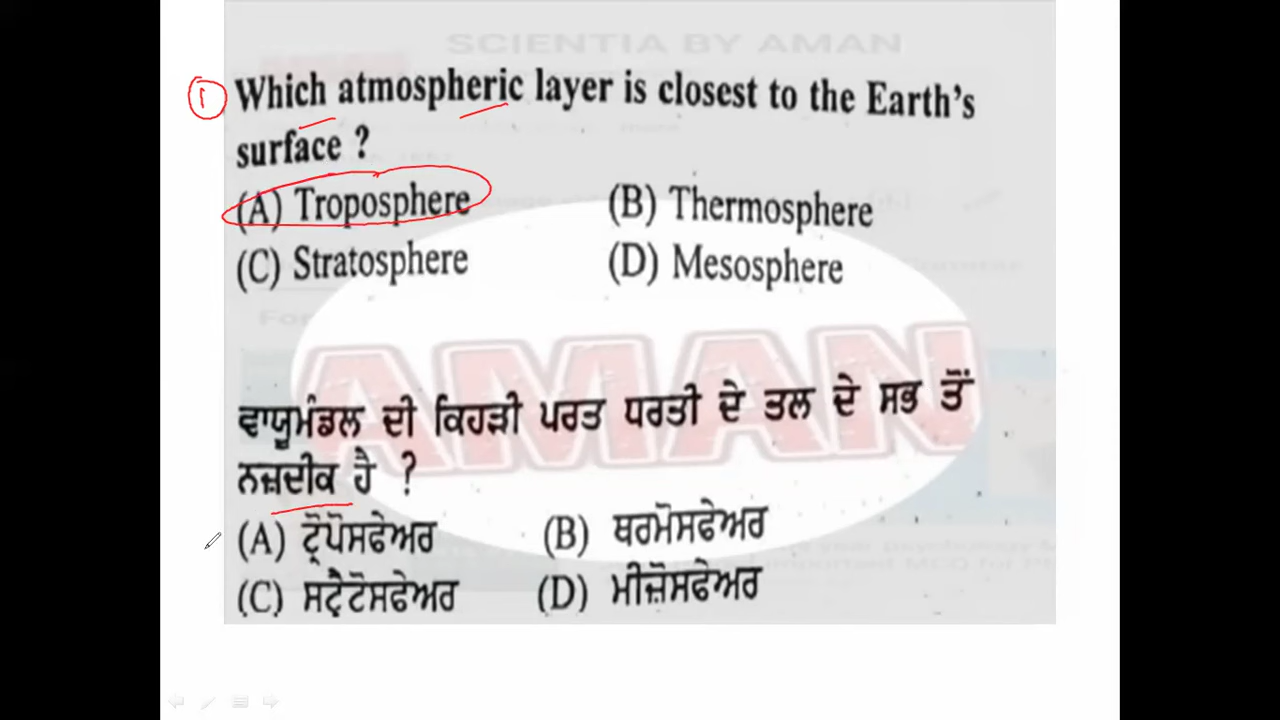 SCIENTIA BY AMAN
1 Which atmospheric layer is closest to the Earth's
surface ?
(A) Troposphere (B) Thermosphere
(C) Stratosphere (D) Mesosphere
AMAN
ਵਾਯੂਮੰਡਲ ਦੀ ਕਿਹੜੀ ਪਰਤ ਧਰਤੀ ਦੇ ਤਲ ਦੇ ਸਭ ਤੋਂ
ਨਜ਼ਦੀਕ ਹੈ ?
(A) ਟ੍ਰੋਪੋਸਫੇਅਰ (B) ਥਰਮੋਸਫੇਅਰ
(C) ਸਟ੍ਰੈਟੋਸਫੇਅਰ (D) ਮੀਜ਼ੋਸਫੇਅਰ